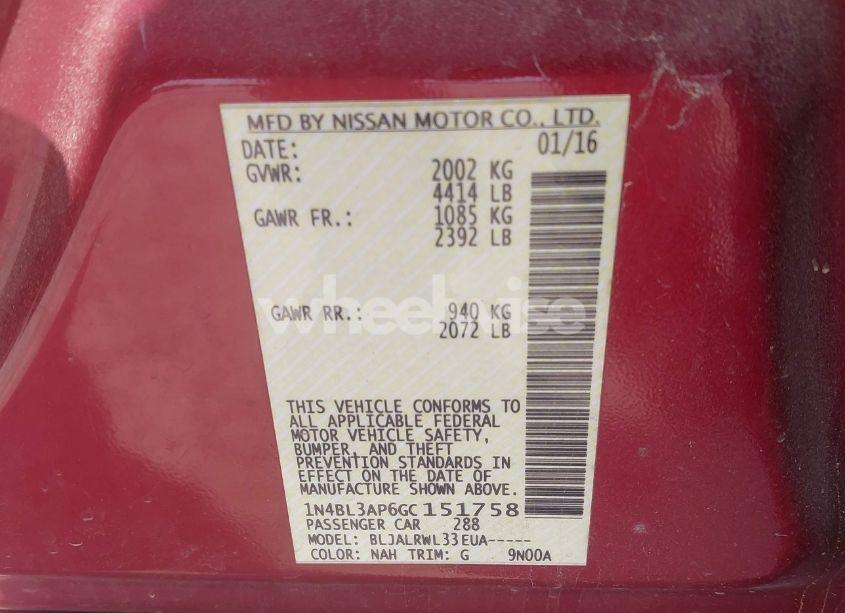 MFD BY NISSAN MOTOR CO., LTD.
DATE: 01/16
GVWR: 2002 KG
4414 LB
GAWR FR.: 1085 KG
2392 LB
wheelwise
GAWR RR.: 940 KG
2072 LB
THIS VEHICLE CONFORMS TO
ALL APPLICABLE FEDERAL
MOTOR VEHICLE SAFETY,
BUMPER, AND THEFT
PREVENTION STANDARDS IN
EFFECT ON THE DATE OF
MANUFACTURE SHOWN ABOVE.
1N4BL3AP6GC151758
PASSENGER CAR 288
MODEL: BLJALRWL33EUA-----
COLOR: NAH TRIM: G 9N00A